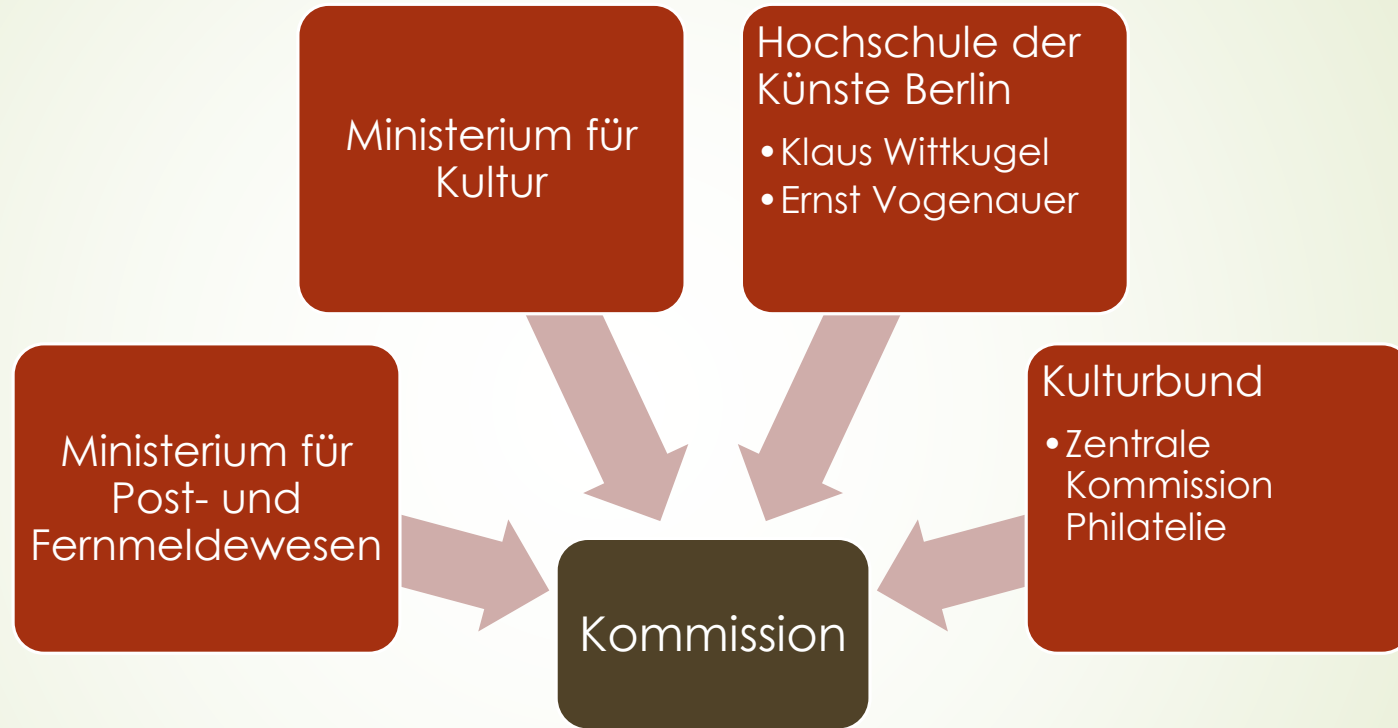 Ministerium für
Kultur
Hochschule der
Künste Berlin
•Klaus Wittkugel
•Ernst Vogenauer
Ministerium für
Post- und
Fernmeldewesen
Kulturbund
•Zentrale
Kommission
Philatelie
Kommission